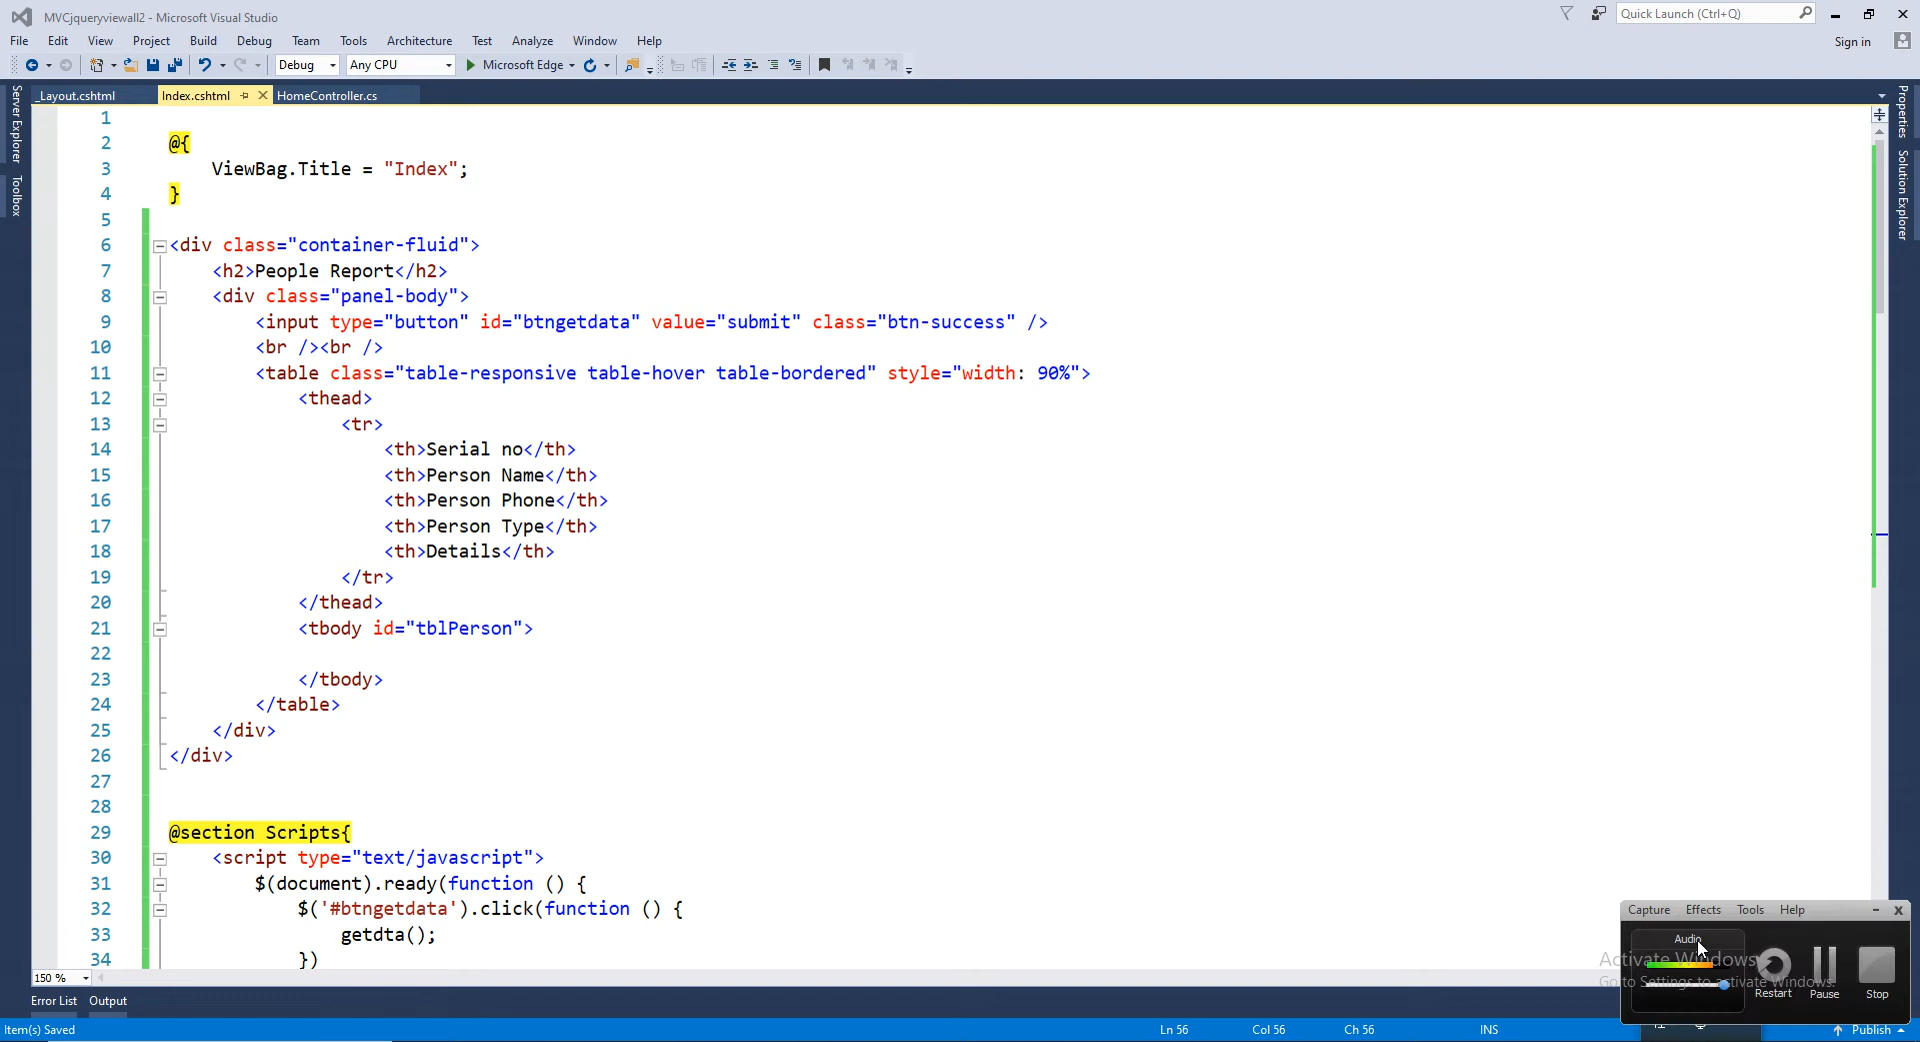 MVCjqueryviewall2 - Microsoft Visual Studio
Quick Launch (Ctrl+Q)
File Edit View Project Build Debug Team Tools Architecture Test Analyze Window Help
Sign in
Debug Any CPU Microsoft Edge
_Layout.cshtml Index.cshtml HomeController.cs
Server Explorer
Toolbox
Properties
Solution Explorer
1
2 @{
3 ViewBag.Title = "Index";
4 }
5
6 <div class="container-fluid">
7 <h2>People Report</h2>
8 <div class="panel-body">
9 <input type="button" id="btngetdata" value="submit" class="btn-success" />
10 <br /><br />
11 <table class="table-responsive table-hover table-bordered" style="width: 90%">
12 <thead>
13 <tr>
14 <th>Serial no</th>
15 <th>Person Name</th>
16 <th>Person Phone</th>
17 <th>Person Type</th>
18 <th>Details</th>
19 </tr>
20 </thead>
21 <tbody id="tblPerson">
22
23 </tbody>
24 </table>
25 </div>
26 </div>
27
28
29 @section Scripts{
30 <script type="text/javascript">
31 $(document).ready(function () {
32 $('#btngetdata').click(function () {
33 getdta();
34 })
150 %
Capture Effects Tools Help
Audio
Activate Windows
Go to Settings to activate Windows.
Restart Pause Stop
Error List Output
Item(s) Saved Ln 56 Col 56 Ch 56 INS Publish